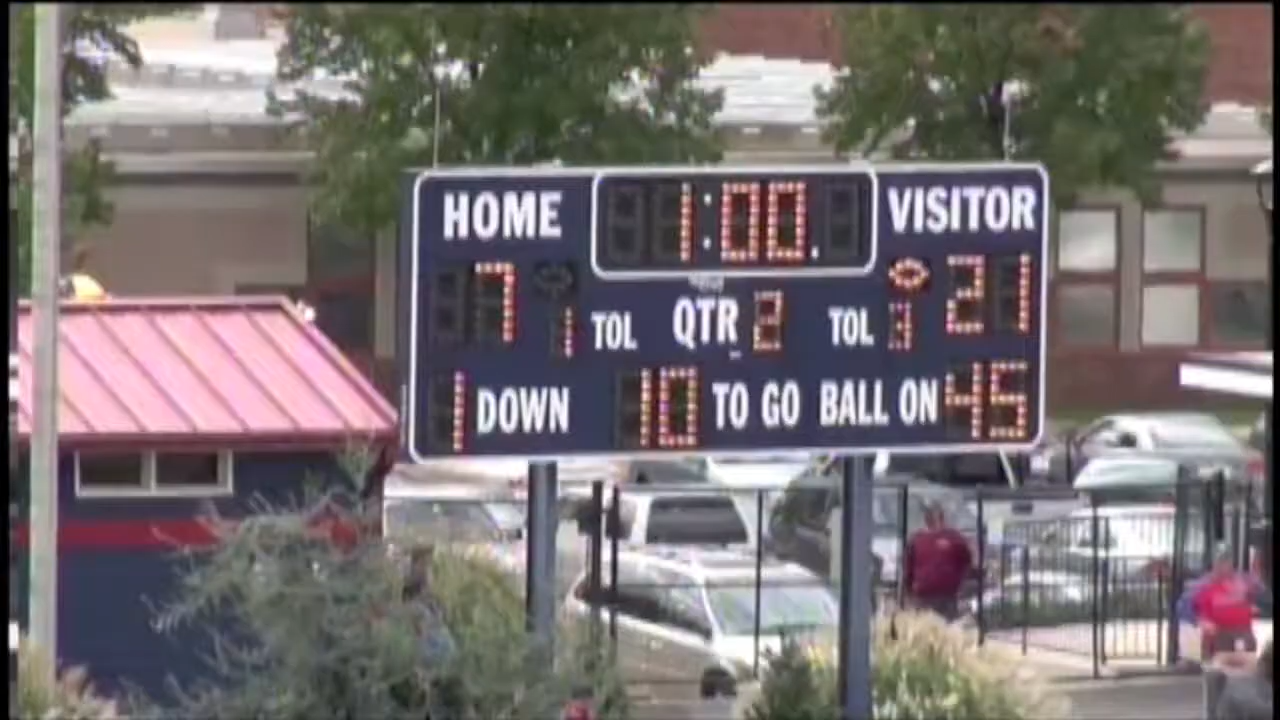 HOME 1:00. VISITOR
7 1 TOL QTR 2 TOL 3 21
1 DOWN 10 TO GO BALL ON 45